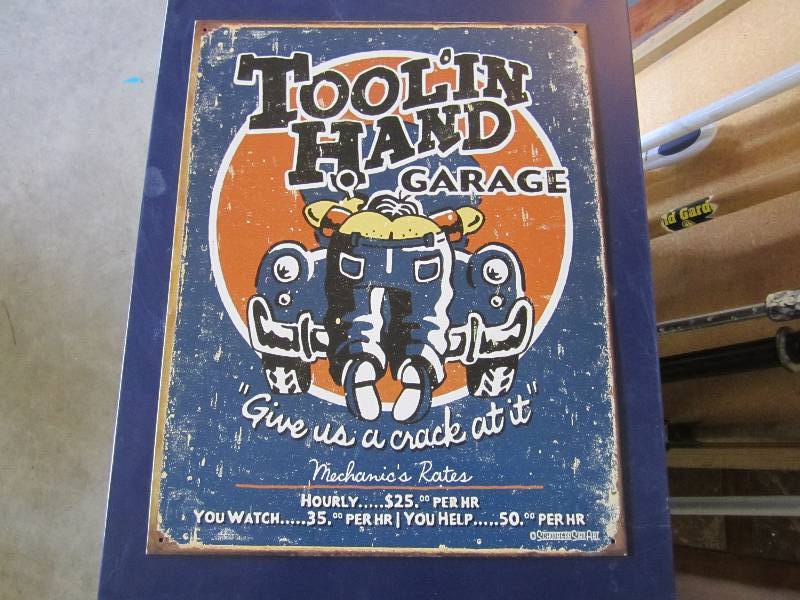 TOOL'IN
HAND
GARAGE
"Give us a crack at it"
Mechanic's Rates
HOURLY.....$25.00 PER HR
YOU WATCH.....35.00 PER HR | YOU HELP.....50.00 PER HR
d Gard